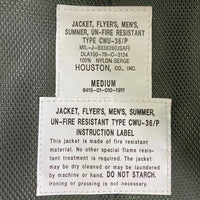 JACKET, FLYER'S, MEN'S,
SUMMER, UN-FIRE RESISTANT
TYPE CWU-36/P
MIL-J-83382B(USAF)
DLA100-79-C-3124
100% NYLON SERGE
HOUSTON, CO., INC.
MEDIUM
8415-01-010-1911
JACKET, FLYER'S, MEN'S,
SUMMER,
UN-FIRE RESISTANT TYPE CWU-36/P
INSTRUCTION LABEL
This jacket is made of fire resistant
material. No other special flame resis-
tant treatment is required. The jacket
may be dry cleaned or may be laundered
by machine or hand. DO NOT STARCH.
Ironing or pressing is not necessary.